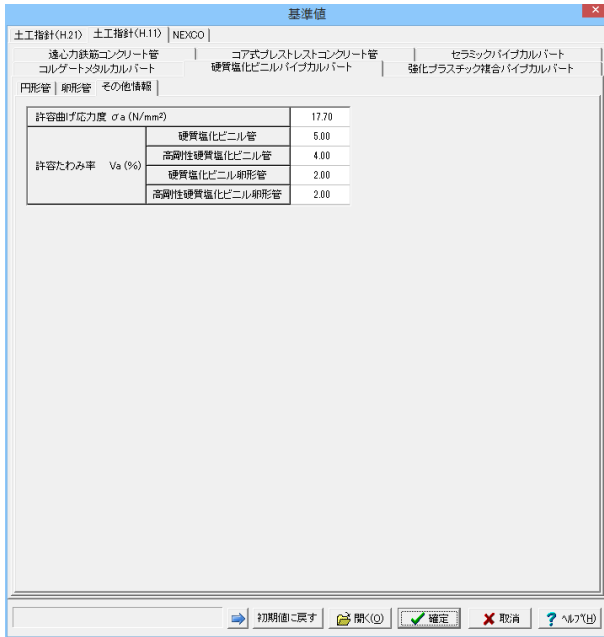 基準値
土工指針(H.21) 土工指針(H.11) NEXCO
遠心力鉄筋コンクリート管 コア式プレストレストコンクリート管 セラミックパイプカルバート
コルゲートメタルカルバート 硬質塩化ビニルパイプカルバート 強化プラスチック複合パイプカルバート
円形管 卵形管 その他情報
許容曲げ応力度 σa(N/mm²) 17.70
許容たわみ率 Va(%) 硬質塩化ビニル管 5.00
高剛性硬質塩化ビニル管 4.00
硬質塩化ビニル卵形管 2.00
高剛性硬質塩化ビニル卵形管 2.00
初期値に戻す 開く(O) 確定 取消 ヘルプ(H)